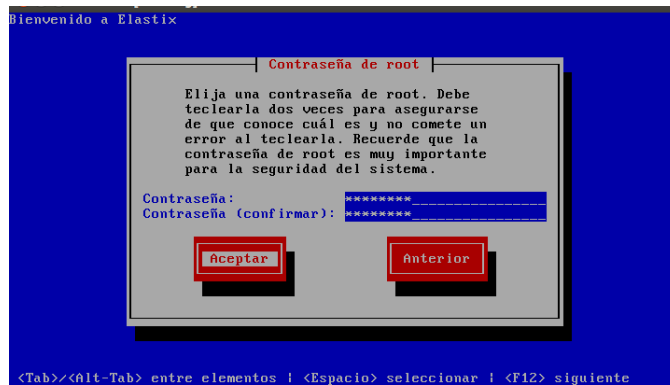 Bienvenido a Elastix
Contraseña de root
Elija una contraseña de root. Debe
teclearla dos veces para asegurarse
de que conoce cuál es y no comete un
error al teclearla. Recuerde que la
contraseña de root es muy importante
para la seguridad del sistema.
Contraseña: ********________________
Contraseña (confirmar): ********________________
Aceptar Anterior
<Tab>/<Alt-Tab> entre elementos | <Espacio> seleccionar | <F12> siguiente